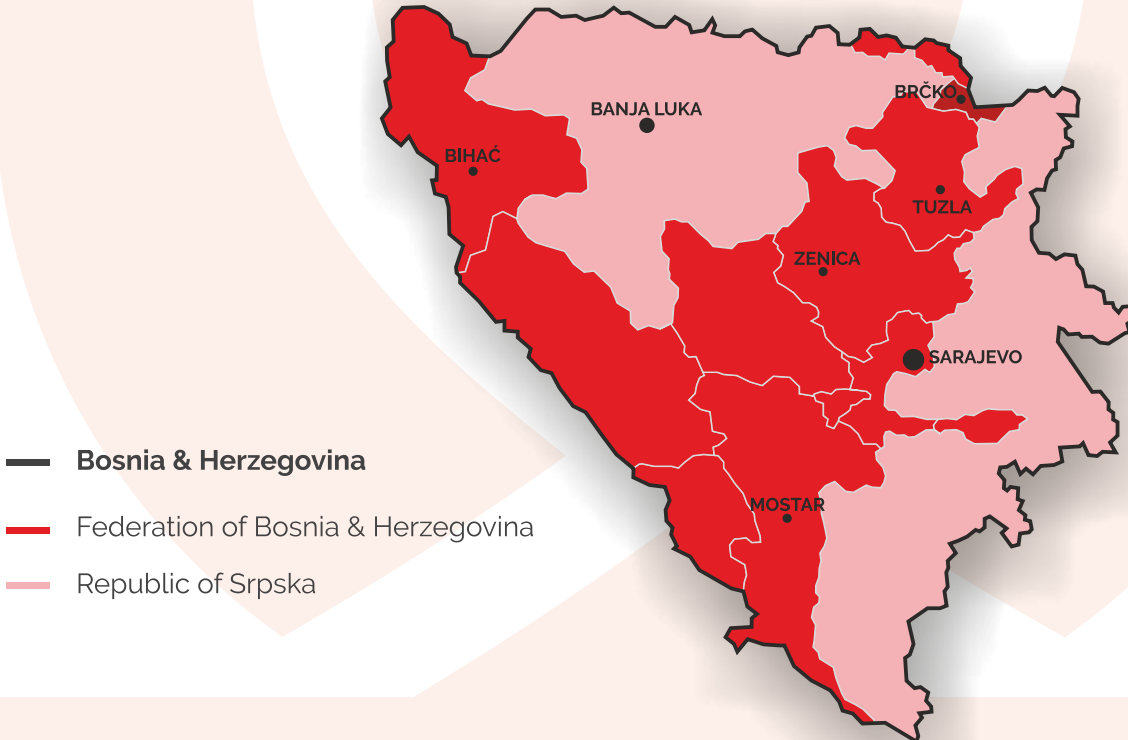 BRČKO
BANJA LUKA
BIHAĆ
TUZLA
ZENICA
SARAJEVO
Bosnia & Herzegovina
MOSTAR
Federation of Bosnia & Herzegovina
Republic of Srpska